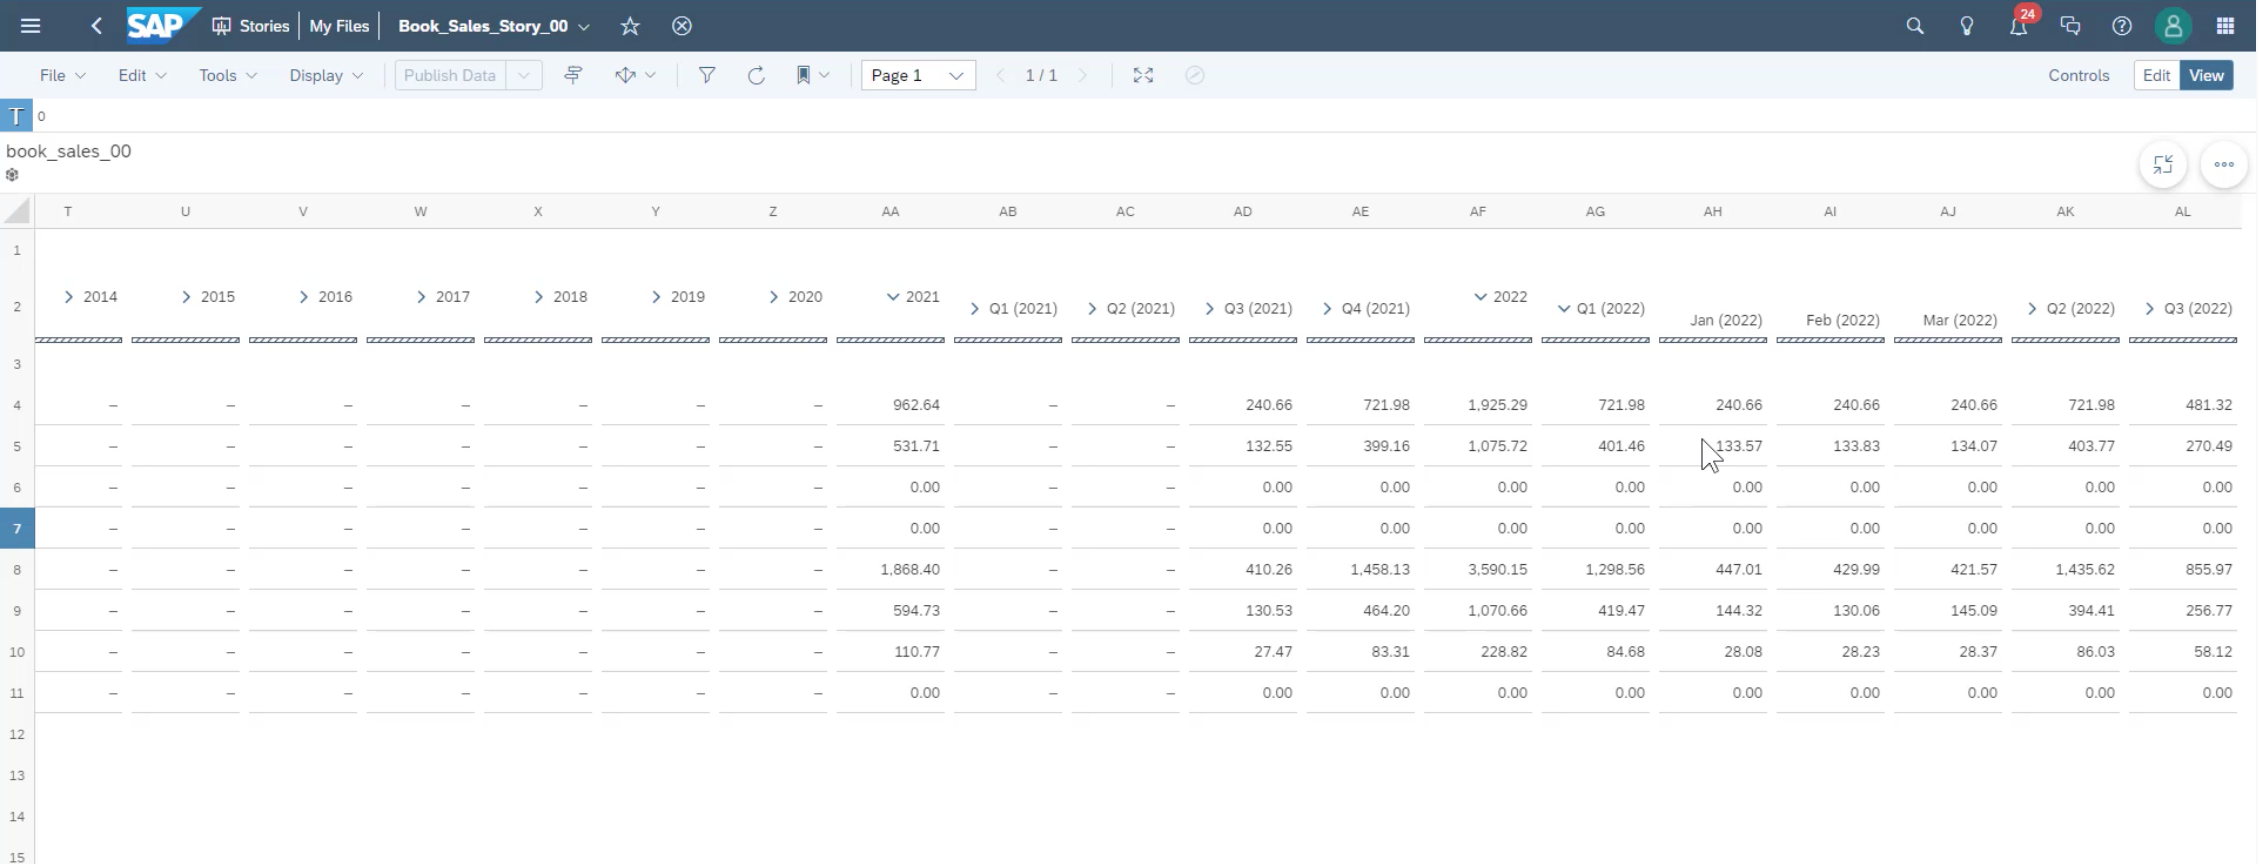 SAP Stories My Files Book_Sales_Story_00 24
File Edit Tools Display Publish Data Page 1 1 / 1 Controls Edit View
T 0
book_sales_00
T U V W X Y Z AA AB AC AD AE AF AG AH AI AJ AK AL
1
2014 2015 2016 2017 2018 2019 2020 2021 2022
2 Q1 (2021) Q2 (2021) Q3 (2021) Q4 (2021) Q1 (2022) Q2 (2022) Q3 (2022)
Jan (2022) Feb (2022) Mar (2022)
3
4 – – – – – – – 962.64 – – 240.66 721.98 1,925.29 721.98 240.66 240.66 240.66 721.98 481.32
5 – – – – – – – 531.71 – – 132.55 399.16 1,075.72 401.46 133.57 133.83 134.07 403.77 270.49
6 – – – – – – – 0.00 – – 0.00 0.00 0.00 0.00 0.00 0.00 0.00 0.00 0.00
7 – – – – – – – 0.00 – – 0.00 0.00 0.00 0.00 0.00 0.00 0.00 0.00 0.00
8 – – – – – – – 1,868.40 – – 410.26 1,458.13 3,590.15 1,298.56 447.01 429.99 421.57 1,435.62 855.97
9 – – – – – – – 594.73 – – 130.53 464.20 1,070.66 419.47 144.32 130.06 145.09 394.41 256.77
10 – – – – – – – 110.77 – – 27.47 83.31 228.82 84.68 28.08 28.23 28.37 86.03 58.12
11 – – – – – – – 0.00 – – 0.00 0.00 0.00 0.00 0.00 0.00 0.00 0.00 0.00
12
13
14
15